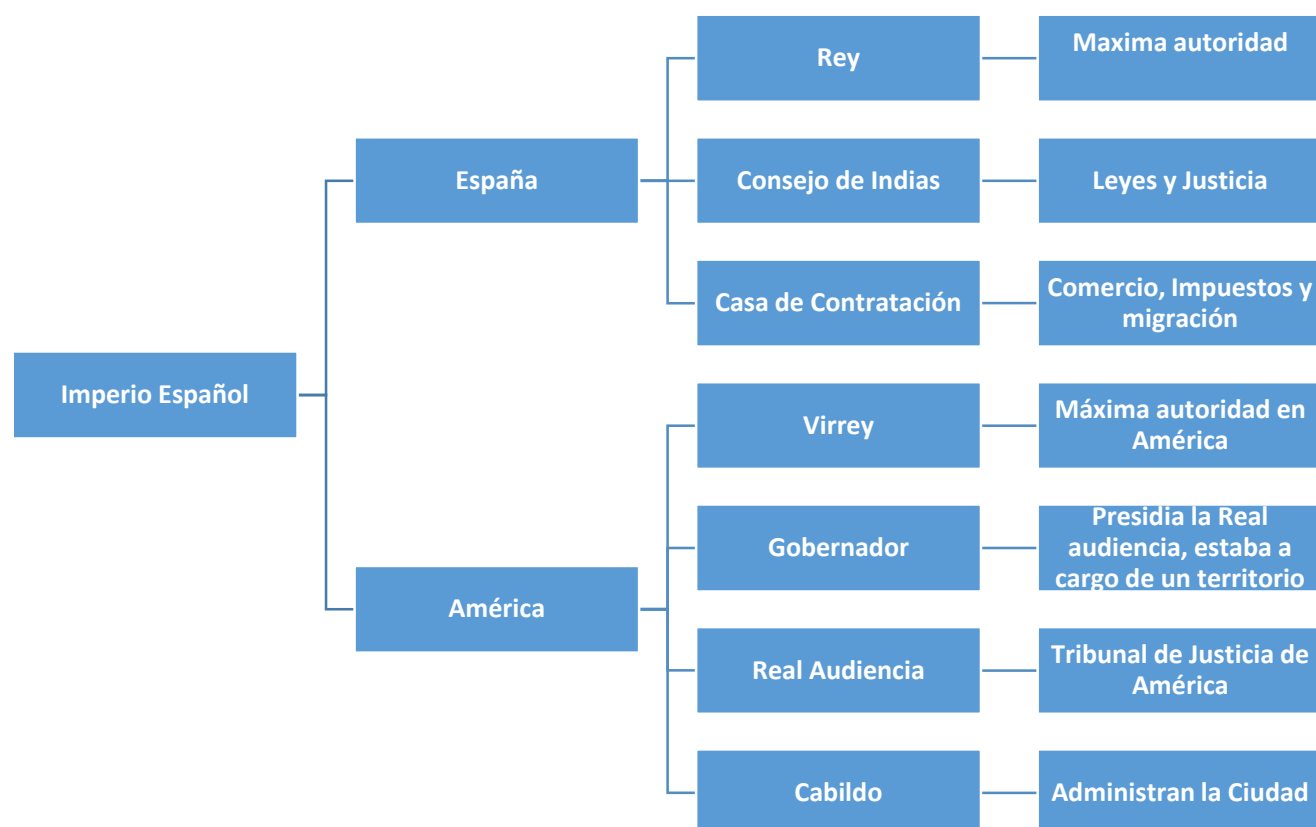 Rey
Maxima autoridad
España
Consejo de Indias
Leyes y Justicia
Casa de Contratación
Comercio, Impuestos y
migración
Imperio Español
Virrey
Máxima autoridad en
América
Gobernador
Presidia la Real
audiencia, estaba a
cargo de un territorio
América
Real Audiencia
Tribunal de Justicia de
América
Cabildo
Administran la Ciudad